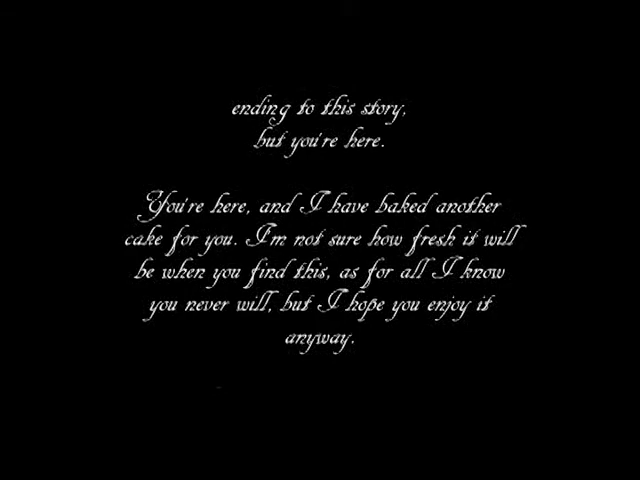 ending to this story,
but you're here.
You're here, and I have baked another
cake for you. I'm not sure how fresh it will
be when you find this, as for all I know
you never will, but I hope you enjoy it
anyway.